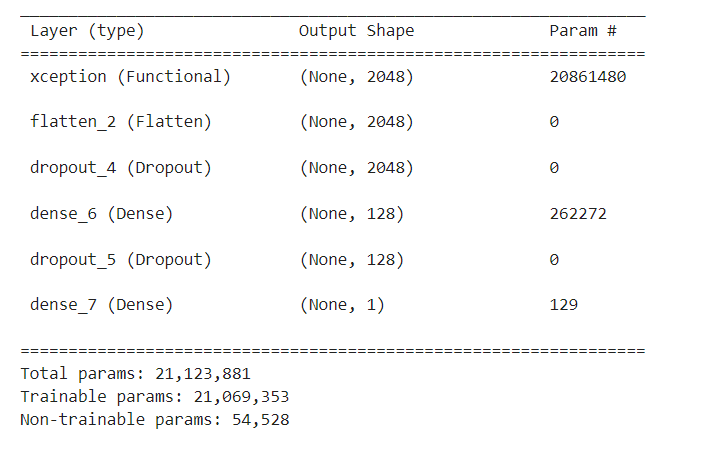 Layer (type) Output Shape Param #
xception (Functional) (None, 2048) 20861480
flatten_2 (Flatten) (None, 2048) 0
dropout_4 (Dropout) (None, 2048) 0
dense_6 (Dense) (None, 128) 262272
dropout_5 (Dropout) (None, 128) 0
dense_7 (Dense) (None, 1) 129
Total params: 21,123,881
Trainable params: 21,069,353
Non-trainable params: 54,528